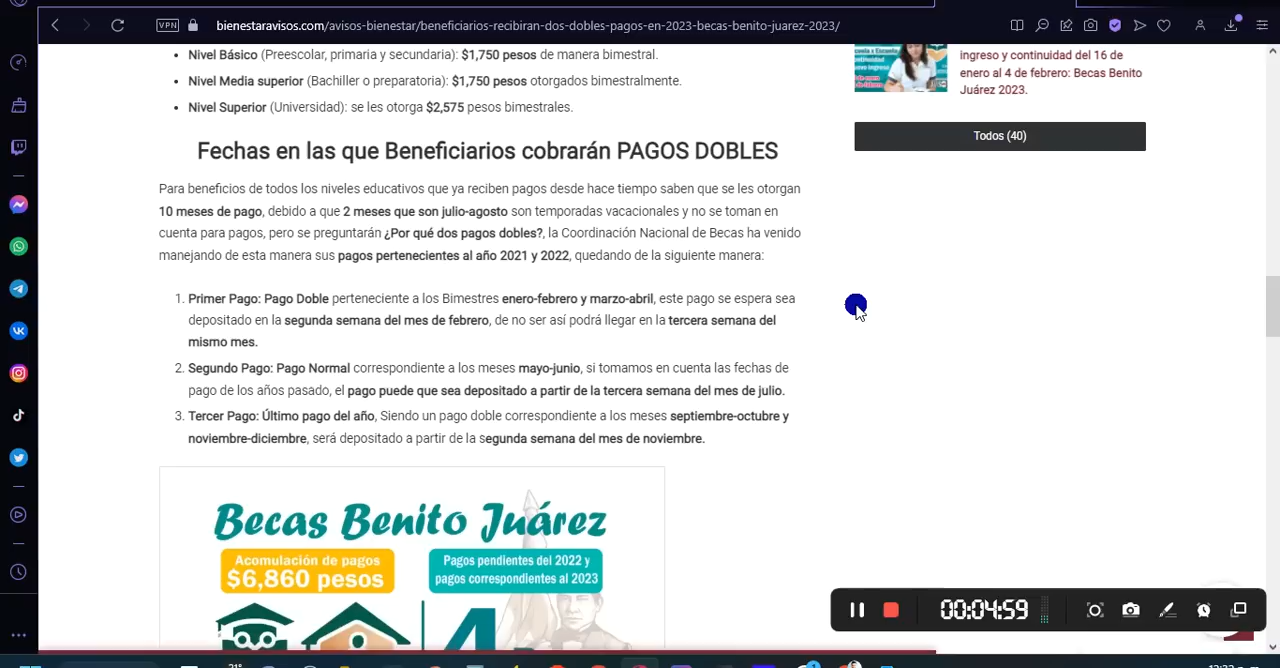 VPN
bienestaravisos.com/avisos-bienestar/beneficiarios-recibiran-dos-dobles-pagos-en-2023-becas-benito-juarez-2023/
Nivel Básico (Preescolar, primaria y secundaria): $1,750 pesos de manera bimestral.
Nivel Media superior (Bachiller o preparatoria): $1,750 pesos otorgados bimestralmente.
Nivel Superior (Universidad): se les otorga $2,575 pesos bimestrales.
Fechas en las que Beneficiarios cobrarán PAGOS DOBLES
Para beneficios de todos los niveles educativos que ya reciben pagos desde hace tiempo saben que se les otorgan
10 meses de pago, debido a que 2 meses que son julio-agosto son temporadas vacacionales y no se toman en
cuenta para pagos, pero se preguntarán ¿Por qué dos pagos dobles?, la Coordinación Nacional de Becas ha venido
manejando de esta manera sus pagos pertenecientes al año 2021 y 2022, quedando de la siguiente manera:
1. Primer Pago: Pago Doble perteneciente a los Bimestres enero-febrero y marzo-abril, este pago se espera sea
depositado en la segunda semana del mes de febrero, de no ser así podrá llegar en la tercera semana del
mismo mes.
2. Segundo Pago: Pago Normal correspondiente a los meses mayo-junio, si tomamos en cuenta las fechas de
pago de los años pasado, el pago puede que sea depositado a partir de la tercera semana del mes de julio.
3. Tercer Pago: Último pago del año, Siendo un pago doble correspondiente a los meses septiembre-octubre y
noviembre-diciembre, será depositado a partir de la segunda semana del mes de noviembre.
Becas Benito Juárez
Acumulación de pagos
$6,860 pesos
Pagos pendientes del 2022 y
pagos correspondientes al 2023
4
ingreso y continuidad del 16 de
enero al 4 de febrero: Becas Benito
Juárez 2023.
Todos (40)
00:04:59